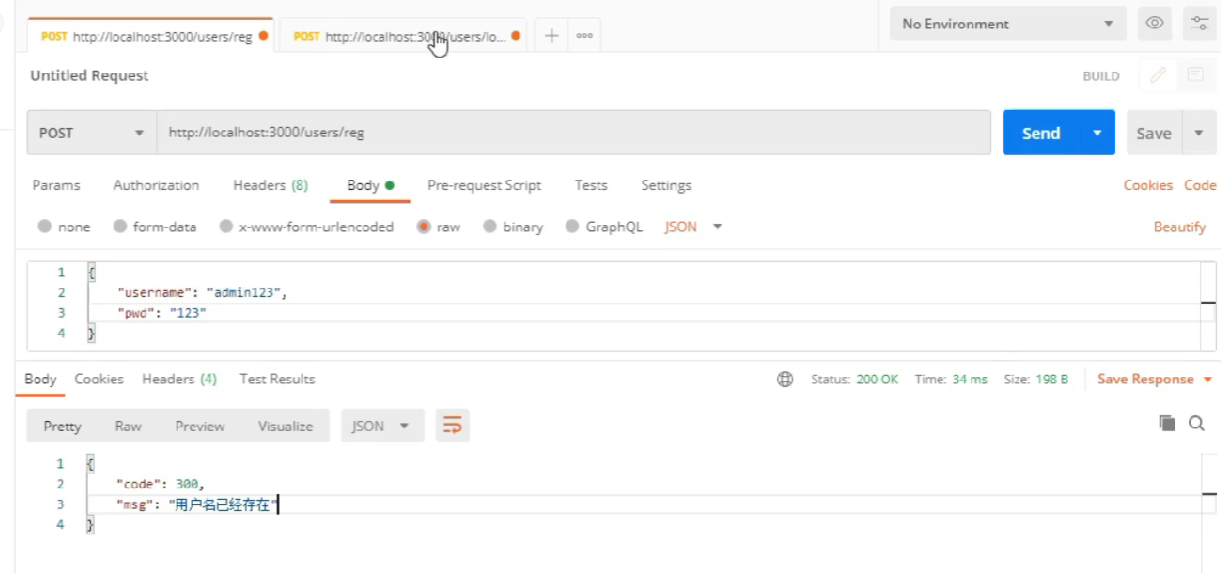 POST http://localhost:3000/users/reg POST http://localhost:3000/users/lo... No Environment
Untitled Request BUILD
POST http://localhost:3000/users/reg Send Save
Params Authorization Headers (8) Body Pre-request Script Tests Settings Cookies Code
none form-data x-www-form-urlencoded raw binary GraphQL JSON Beautify
1 {
2 "username": "admin123",
3 "pwd": "123"
4 }
Body Cookies Headers (4) Test Results Status: 200 OK Time: 34 ms Size: 198 B Save Response
Pretty Raw Preview Visualize JSON
1 {
2 "code": 300,
3 "msg": "用户名已经存在"
4 }